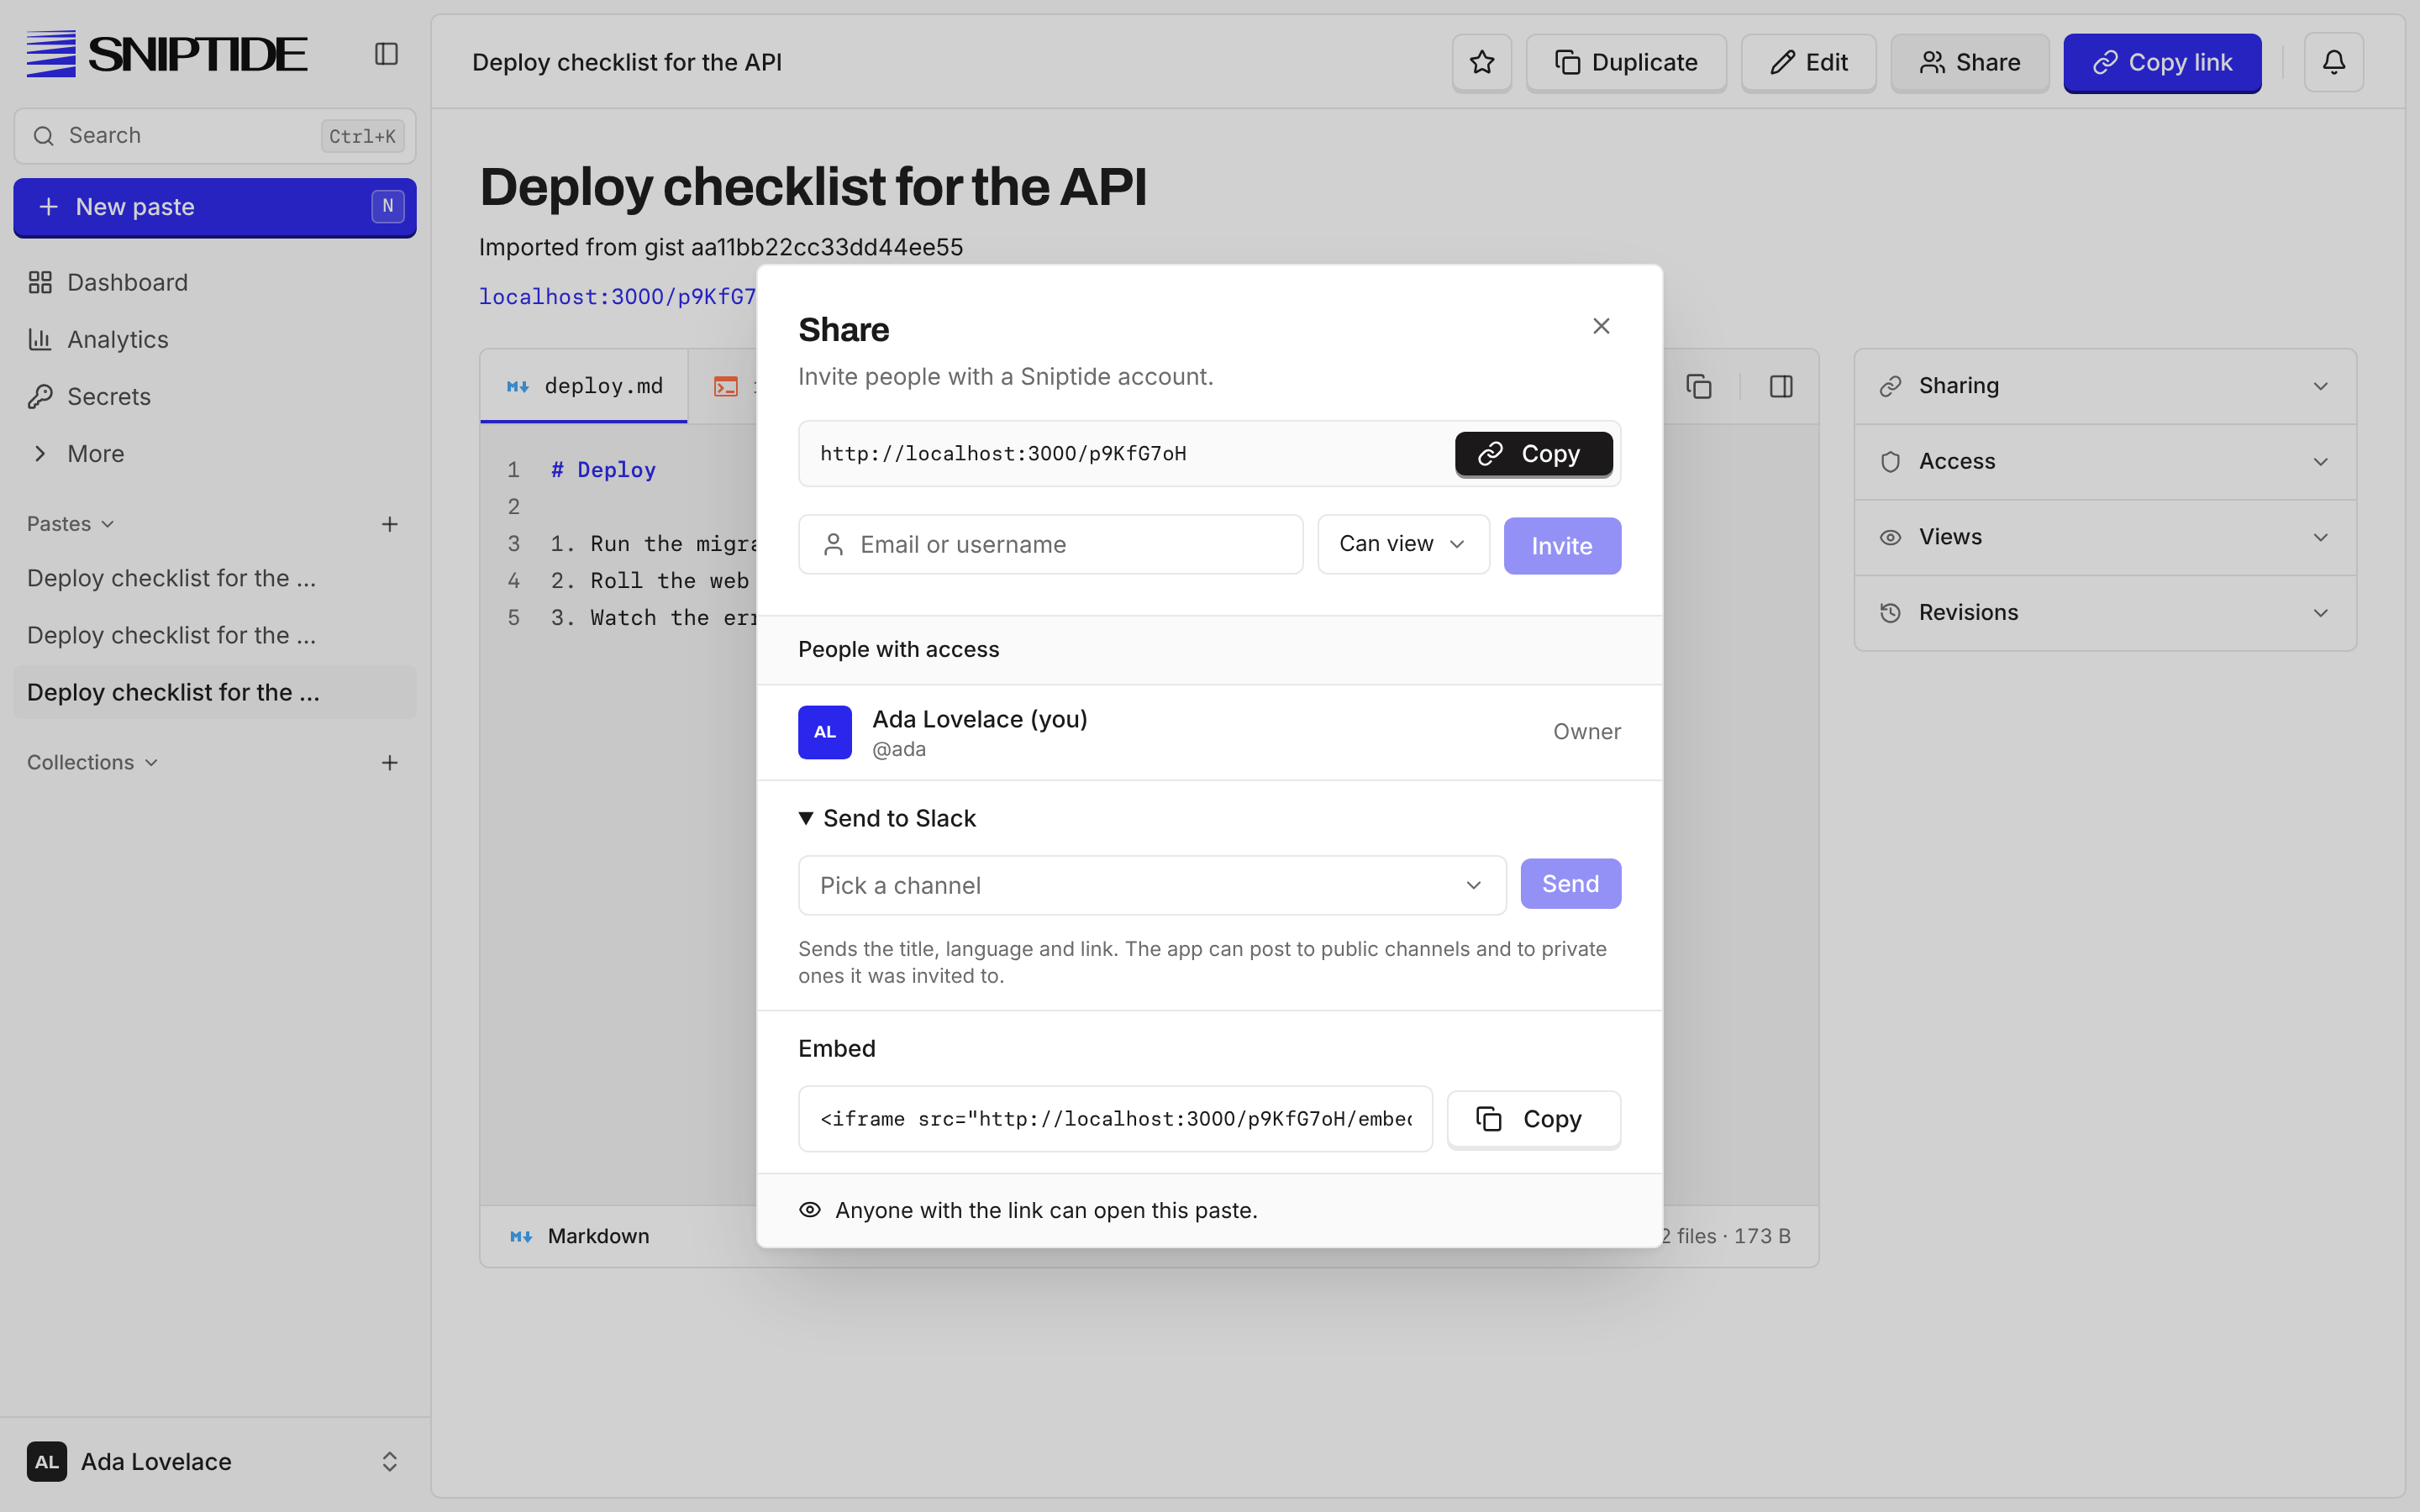 SNIPTIDE
Search
Ctrl+K
New paste
N
Dashboard
Analytics
Secrets
More
Pastes
Deploy checklist for the ...
Deploy checklist for the ...
Deploy checklist for the ...
Collections
AL
Ada Lovelace
Deploy checklist for the API
Duplicate
Edit
Share
Copy link
Deploy checklist for the API
Imported from gist aa11bb22cc33dd44ee55
localhost:3000/p9KfG7
deploy.md
1 # Deploy
2
3 1. Run the migra
4 2. Roll the web
5 3. Watch the err
Markdown
2 files · 173 B
Sharing
Access
Views
Revisions
Share
Invite people with a Sniptide account.
http://localhost:3000/p9KfG7oH
Copy
Email or username
Can view
Invite
People with access
AL
Ada Lovelace (you)
@ada
Owner
Send to Slack
Pick a channel
Send
Sends the title, language and link. The app can post to public channels and to private
ones it was invited to.
Embed
<iframe src="http://localhost:3000/p9KfG7oH/embed
Copy
Anyone with the link can open this paste.